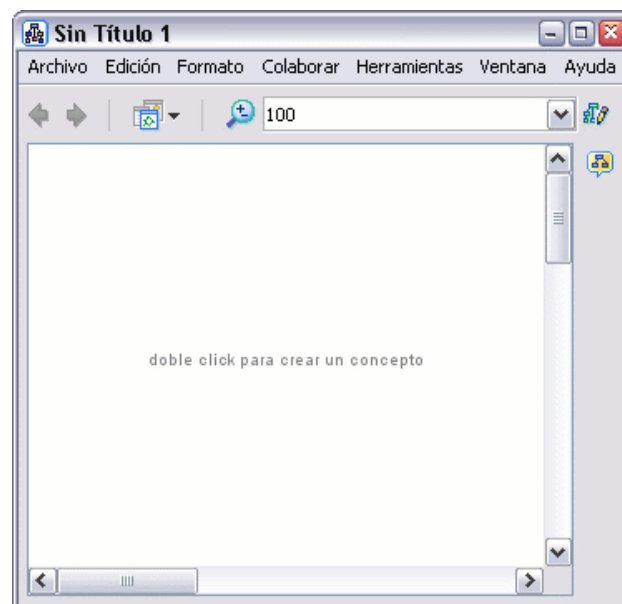 Sin Título 1
Archivo Edición Formato Colaborar Herramientas Ventana Ayuda
100
doble click para crear un concepto